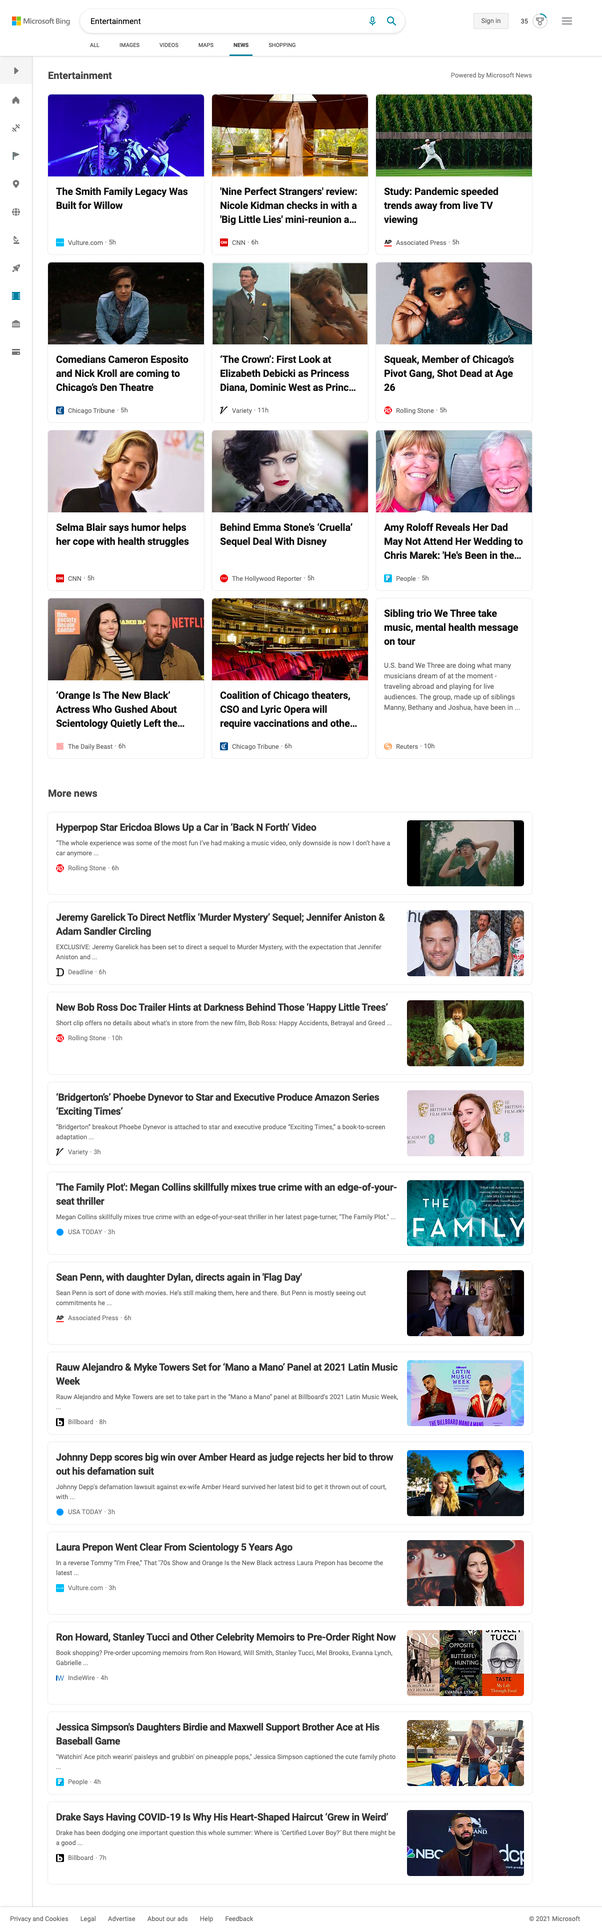 Microsoft Bing
Entertainment
Sign in
35
ALL IMAGES VIDEOS MAPS NEWS SHOPPING
Entertainment
Powered by Microsoft News
The Smith Family Legacy Was
Built for Willow
Vulture.com · 5h
'Nine Perfect Strangers' review:
Nicole Kidman checks in with a
'Big Little Lies' mini-reunion a...
CNN · 6h
Study: Pandemic speeded
trends away from live TV
viewing
AP Associated Press · 5h
Comedians Cameron Esposito
and Nick Kroll are coming to
Chicago's Den Theatre
Chicago Tribune · 5h
'The Crown': First Look at
Elizabeth Debicki as Princess
Diana, Dominic West as Princ...
Variety · 11h
Squeak, Member of Chicago's
Pivot Gang, Shot Dead at Age
26
Rolling Stone · 5h
Selma Blair says humor helps
her cope with health struggles
CNN · 5h
Behind Emma Stone's 'Cruella'
Sequel Deal With Disney
The Hollywood Reporter · 5h
Amy Roloff Reveals Her Dad
May Not Attend Her Wedding to
Chris Marek: 'He's Been in the...
People · 5h
NETFLI
'Orange Is The New Black'
Actress Who Gushed About
Scientology Quietly Left the...
The Daily Beast · 6h
Coalition of Chicago theaters,
CSO and Lyric Opera will
require vaccinations and othe...
Chicago Tribune · 6h
Sibling trio We Three take
music, mental health message
on tour
U.S. band We Three are doing what many
musicians dream of at the moment -
traveling abroad and playing for live
audiences. The group, made up of siblings
Manny, Bethany and Joshua, have been in ...
Reuters · 10h
More news
Hyperpop Star Ericdoa Blows Up a Car in 'Back N Forth' Video
"The whole experience was some of the most fun I've had making a music video, only downside is now I don't have a
car anymore ...
Rolling Stone · 6h
Jeremy Garelick To Direct Netflix 'Murder Mystery' Sequel; Jennifer Aniston &
Adam Sandler Circling
EXCLUSIVE: Jeremy Garelick has been set to direct a sequel to Murder Mystery, with the expectation that Jennifer
Aniston and ...
D Deadline · 6h
hu
New Bob Ross Doc Trailer Hints at Darkness Behind Those 'Happy Little Trees'
Short clip offers no details about what's in store from the new film, Bob Ross: Happy Accidents, Betrayal and Greed ...
Rolling Stone · 10h
'Bridgerton's' Phoebe Dynevor to Star and Executive Produce Amazon Series
'Exciting Times'
"Bridgerton" breakout Phoebe Dynevor is attached to star and executive produce "Exciting Times," a book-to-screen
adaptation ...
Variety · 3h
'The Family Plot': Megan Collins skillfully mixes true crime with an edge-of-your-
seat thriller
Megan Collins skillfully mixes true crime with an edge-of-your-seat thriller in her latest page-turner, "The Family Plot." ...
USA TODAY · 3h
THE
FAMILY
Sean Penn, with daughter Dylan, directs again in 'Flag Day'
Sean Penn is sort of done with movies. He's still making them, here and there. But Penn is mostly seeing out
commitments he ...
AP Associated Press · 6h
Rauw Alejandro & Myke Towers Set for 'Mano a Mano' Panel at 2021 Latin Music
Week
Rauw Alejandro and Myke Towers are set to take part in the "Mano a Mano" panel at Billboard's 2021 Latin Music Week,
...
b Billboard · 8h
LATIN
MUSIC
WEEK
Johnny Depp scores big win over Amber Heard as judge rejects her bid to throw
out his defamation suit
Johnny Depp's defamation lawsuit against ex-wife Amber Heard survived her latest bid to get it thrown out of court,
with ...
USA TODAY · 3h
Laura Prepon Went Clear From Scientology 5 Years Ago
In a reverse Tommy "I'm Free," That '70s Show and Orange Is the New Black actress Laura Prepon has become the
latest ...
Vulture.com · 3h
Ron Howard, Stanley Tucci and Other Celebrity Memoirs to Pre-Order Right Now
Book shopping? Pre-order upcoming memoirs from Ron Howard, Will Smith, Stanley Tucci, Mel Brooks, Evanna Lynch,
Gabrielle ...
IW IndieWire · 4h
THE
OPPOSITE
OF
BUTTERFLY
HUNTING
EVANNA LYNCH
STANLEY
TUCCI
TASTE
Jessica Simpson's Daughters Birdie and Maxwell Support Brother Ace at His
Baseball Game
"Watchin' Ace pitch wearin' paisleys and grubbin' on pineapple pops," Jessica Simpson captioned the cute family photo
...
People · 4h
Drake Says Having COVID-19 Is Why His Heart-Shaped Haircut 'Grew in Weird'
Drake has been dodging one important question this whole summer: Where is 'Certified Lover Boy?' But there might be
a good ...
b Billboard · 7h
NBC
dcp
Privacy and Cookies Legal Advertise About our ads Help Feedback
© 2021 Microsoft